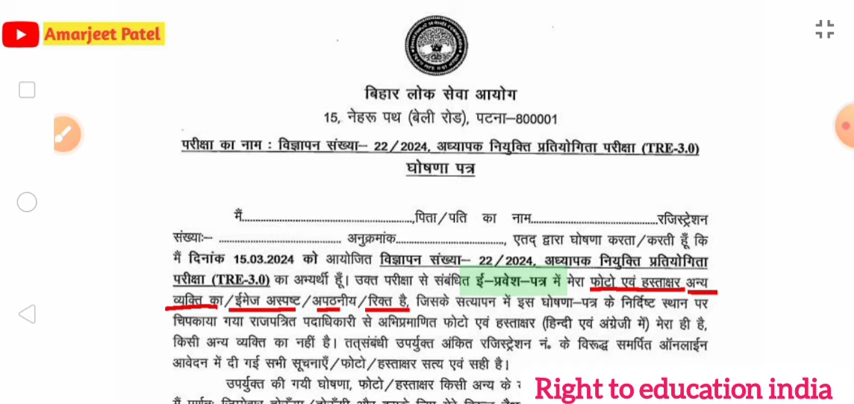 Amarjeet Patel
बिहार लोक सेवा आयोग
15, नेहरू पथ (बेली रोड), पटना–800001
परीक्षा का नाम : विज्ञापन संख्या– 22/2024, अध्यापक नियुक्ति प्रतियोगिता परीक्षा (TRE-3.0)
घोषणा पत्र
मैं........................................,पिता/पति का नाम..............................रजिस्ट्रेशन
संख्याः– ............................. अनुक्रमांक.........................., एतद् द्वारा घोषणा करता/करती हूँ कि
मैं दिनांक 15.03.2024 को आयोजित विज्ञापन संख्या– 22/2024, अध्यापक नियुक्ति प्रतियोगिता
परीक्षा (TRE-3.0) का अभ्यर्थी हूँ। उक्त परीक्षा से संबंधित ई–प्रवेश–पत्र में मेरा फोटो एवं हस्ताक्षर अन्य
व्यक्ति का/ईमेज अस्पष्ट/अपठनीय/रिक्त है, जिसके सत्यापन में इस घोषणा–पत्र के निर्दिष्ट स्थान पर
चिपकाया गया राजपत्रित पदाधिकारी से अभिप्रमाणित फोटो एवं हस्ताक्षर (हिन्दी एवं अंग्रेजी में) मेरा ही है,
किसी अन्य व्यक्ति का नहीं है। तत्संबंधी उपर्युक्त अंकित रजिस्ट्रेशन नं. के विरूद्ध समर्पित ऑनलाईन
आवेदन में दी गई सभी सूचनाएँ/फोटो/हस्ताक्षर सत्य एवं सही है।
उपर्युक्त की गयी घोषणा, फोटो/हस्ताक्षर किसी अन्य के
Right to education india